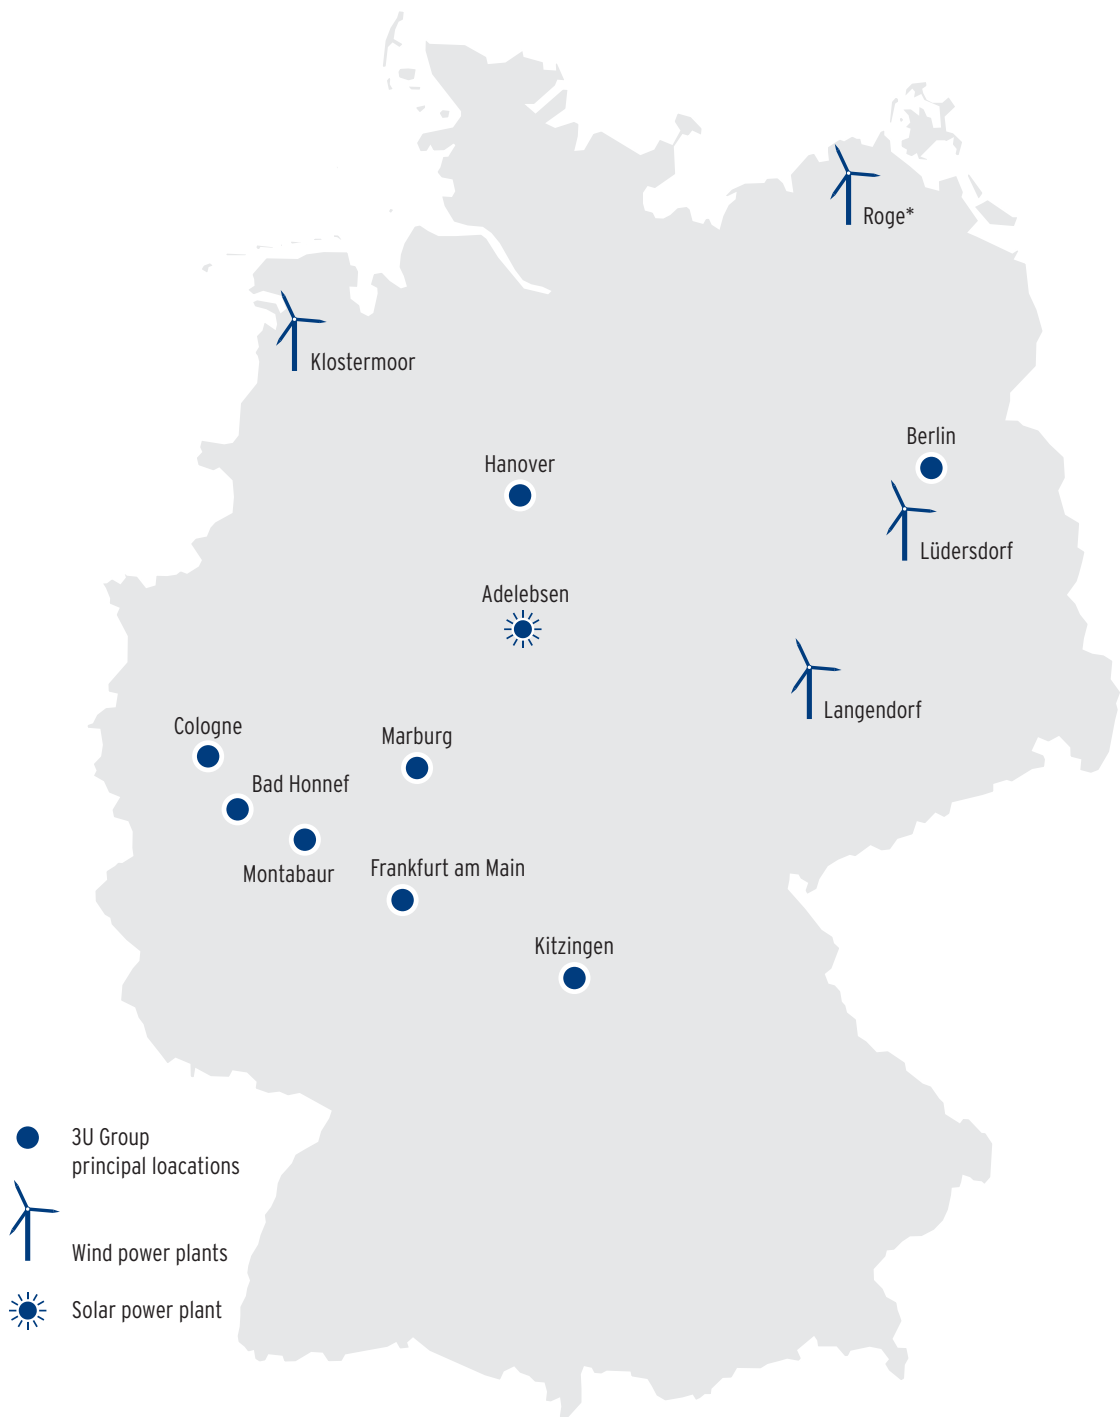 Roge*
Klostermoor
Berlin
Hanover
Lüdersdorf
Adelebsen
Langendorf
Cologne
Marburg
Bad Honnef
Montabaur
Frankfurt am Main
Kitzingen
3U Group
principal loacations
Wind power plants
Solar power plant